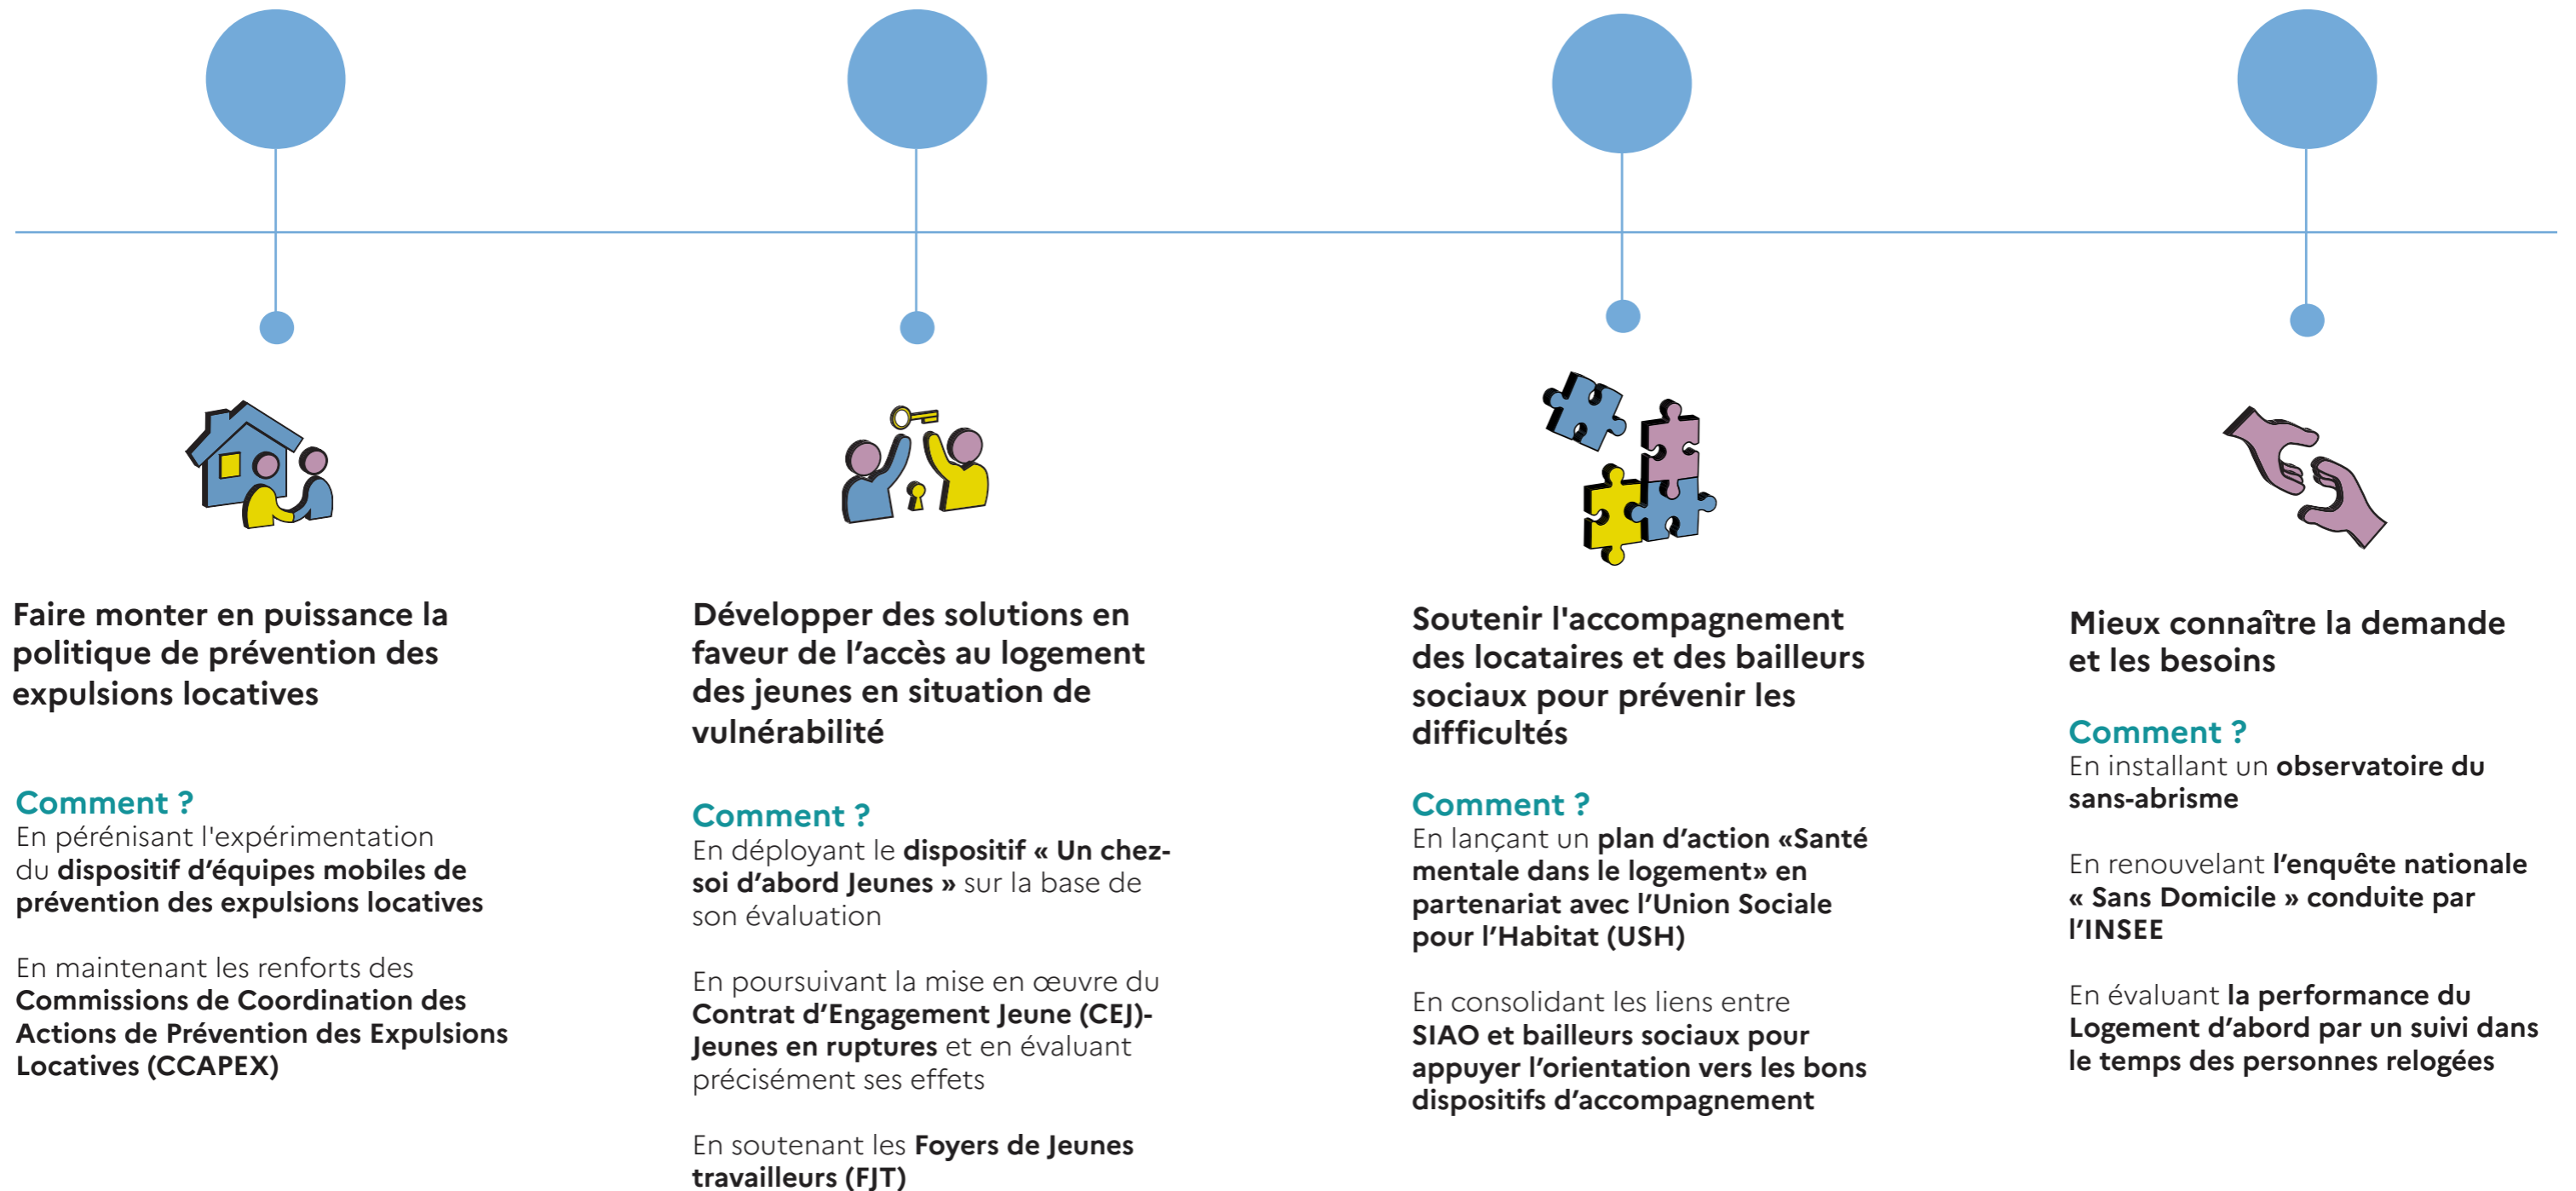 Faire monter en puissance la
politique de prévention des
expulsions locatives
Comment ?
En pérénisant l'expérimentation
du dispositif d’équipes mobiles de
prévention des expulsions locatives
En maintenant les renforts des
Commissions de Coordination des
Actions de Prévention des Expulsions
Locatives (CCAPEX)
Développer des solutions en
faveur de l’accès au logement
des jeunes en situation de
vulnérabilité
Comment ?
En déployant le dispositif « Un chez-
soi d’abord Jeunes » sur la base de
son évaluation
En poursuivant la mise en œuvre du
Contrat d’Engagement Jeune (CEJ)-
Jeunes en ruptures et en évaluant
précisément ses effets
En soutenant les Foyers de Jeunes
travailleurs (FJT)
Soutenir l'accompagnement
des locataires et des bailleurs
sociaux pour prévenir les
difficultés
Comment ?
En lançant un plan d’action «Santé
mentale dans le logement» en
partenariat avec l’Union Sociale
pour l’Habitat (USH)
En consolidant les liens entre
SIAO et bailleurs sociaux pour
appuyer l’orientation vers les bons
dispositifs d’accompagnement
Mieux connaître la demande
et les besoins
Comment ?
En installant un observatoire du
sans-abrisme
En renouvelant l’enquête nationale
« Sans Domicile » conduite par
l’INSEE
En évaluant la performance du
Logement d’abord par un suivi dans
le temps des personnes relogées